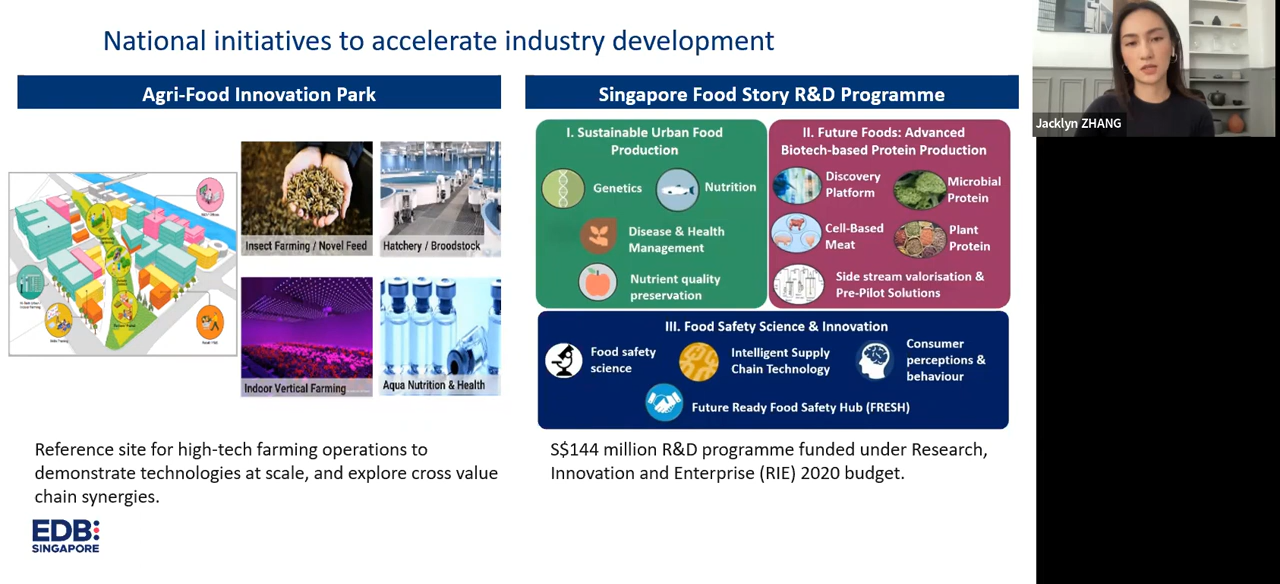 National initiatives to accelerate industry development
Agri-Food Innovation Park
Insect Farming / Novel Feed
Hatchery / Broodstock
Indoor Vertical Farming
Aqua Nutrition & Health
Reference site for high-tech farming operations to
demonstrate technologies at scale, and explore cross value
chain synergies.
EDB:
SINGAPORE
Singapore Food Story R&D Programme
I. Sustainable Urban Food
Production
Genetics
Nutrition
Disease & Health
Management
Nutrient quality
preservation
II. Future Foods: Advanced
Biotech-based Protein Production
Discovery
Platform
Microbial
Protein
Cell-Based
Meat
Plant
Protein
Side stream valorisation &
Pre-Pilot Solutions
III. Food Safety Science & Innovation
Food safety
science
Intelligent Supply
Chain Technology
Consumer
perceptions &
behaviour
Future Ready Food Safety Hub (FRESH)
S$144 million R&D programme funded under Research,
Innovation and Enterprise (RIE) 2020 budget.
Jacklyn ZHANG